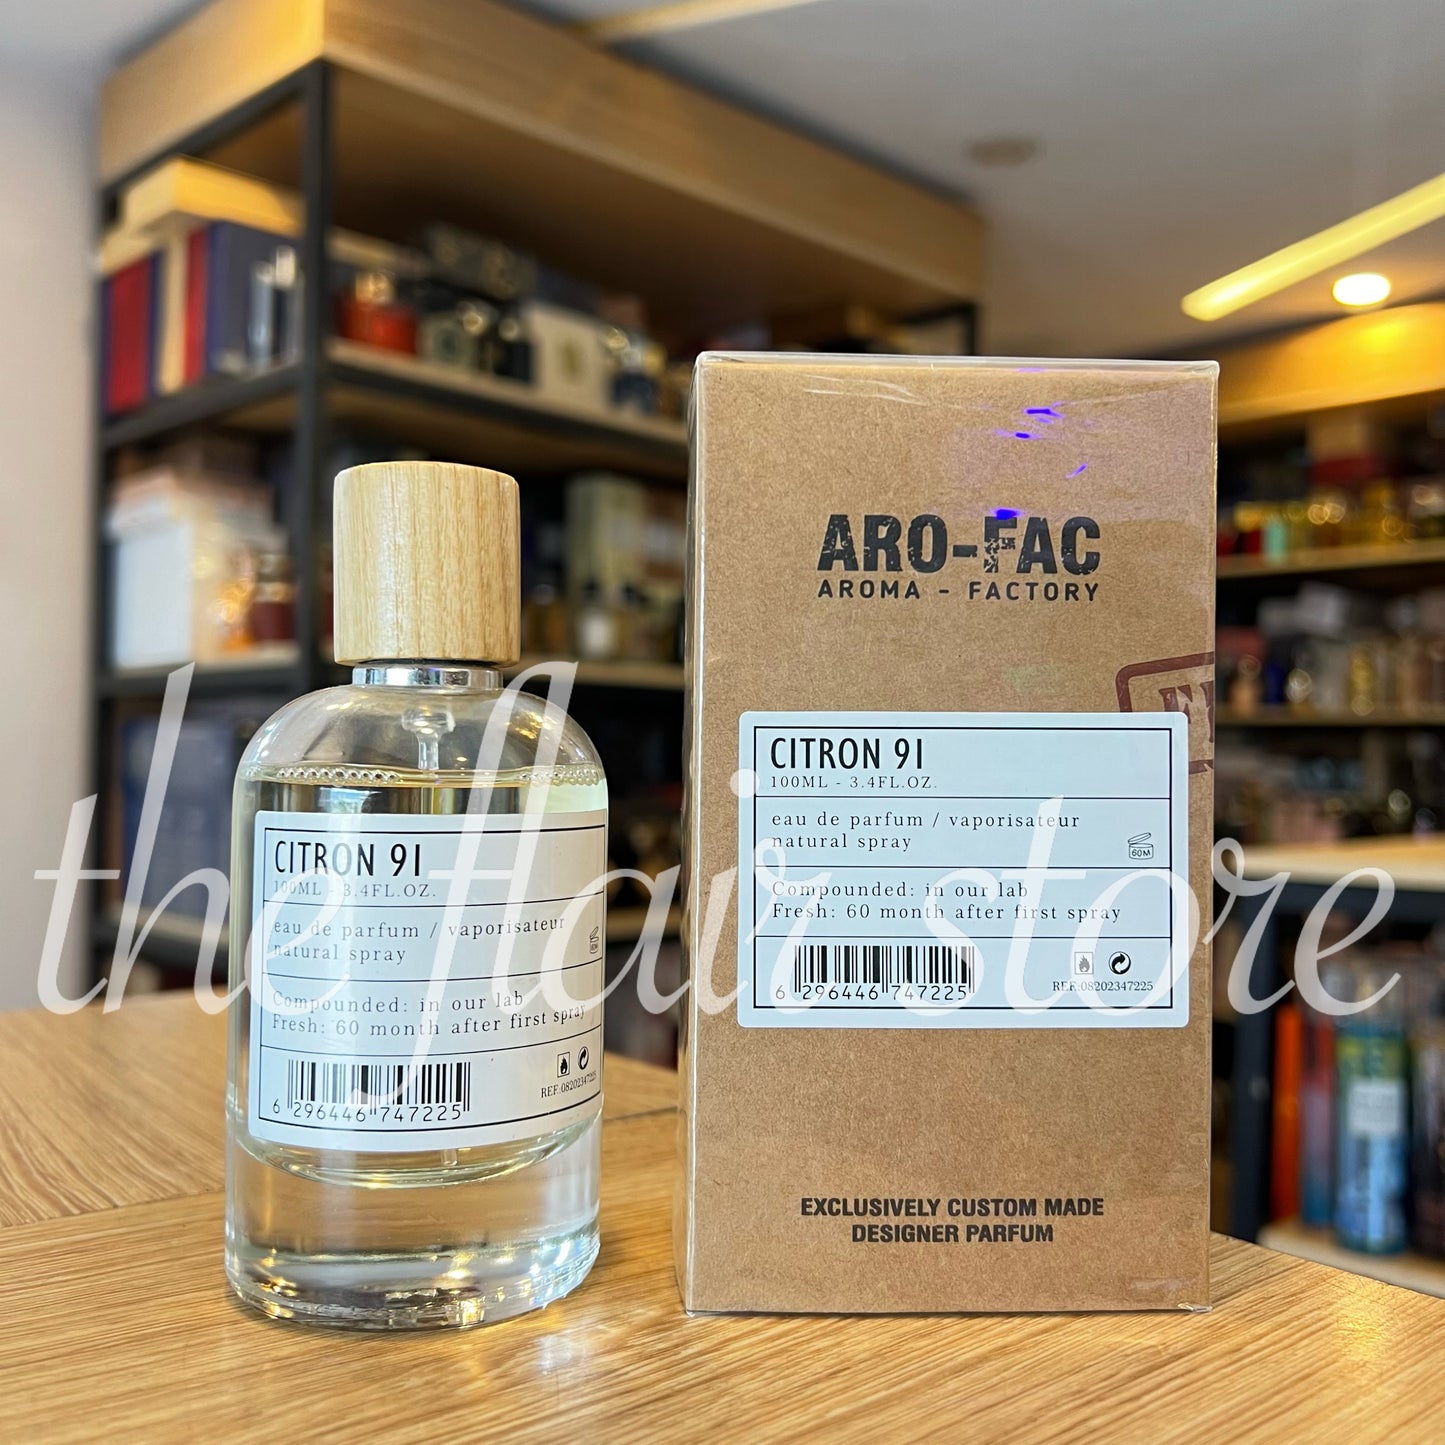 ARO-FAC
AROMA - FACTORY
CITRON 91
100ML - 3.4FL.OZ.
eau de parfum / vaporisateur
natural spray
60M
Compounded: in our lab
Fresh: 60 month after first spray
6 296446 747225
REF:08202347225
EXCLUSIVELY CUSTOM MADE
DESIGNER PARFUM
CITRON 91
100ML - 3.4FL.OZ.
eau de parfum / vaporisateur
natural spray
60M
Compounded: in our lab
Fresh: 60 month after first spray
6 296446 747225
REF:08202347225
the flair store